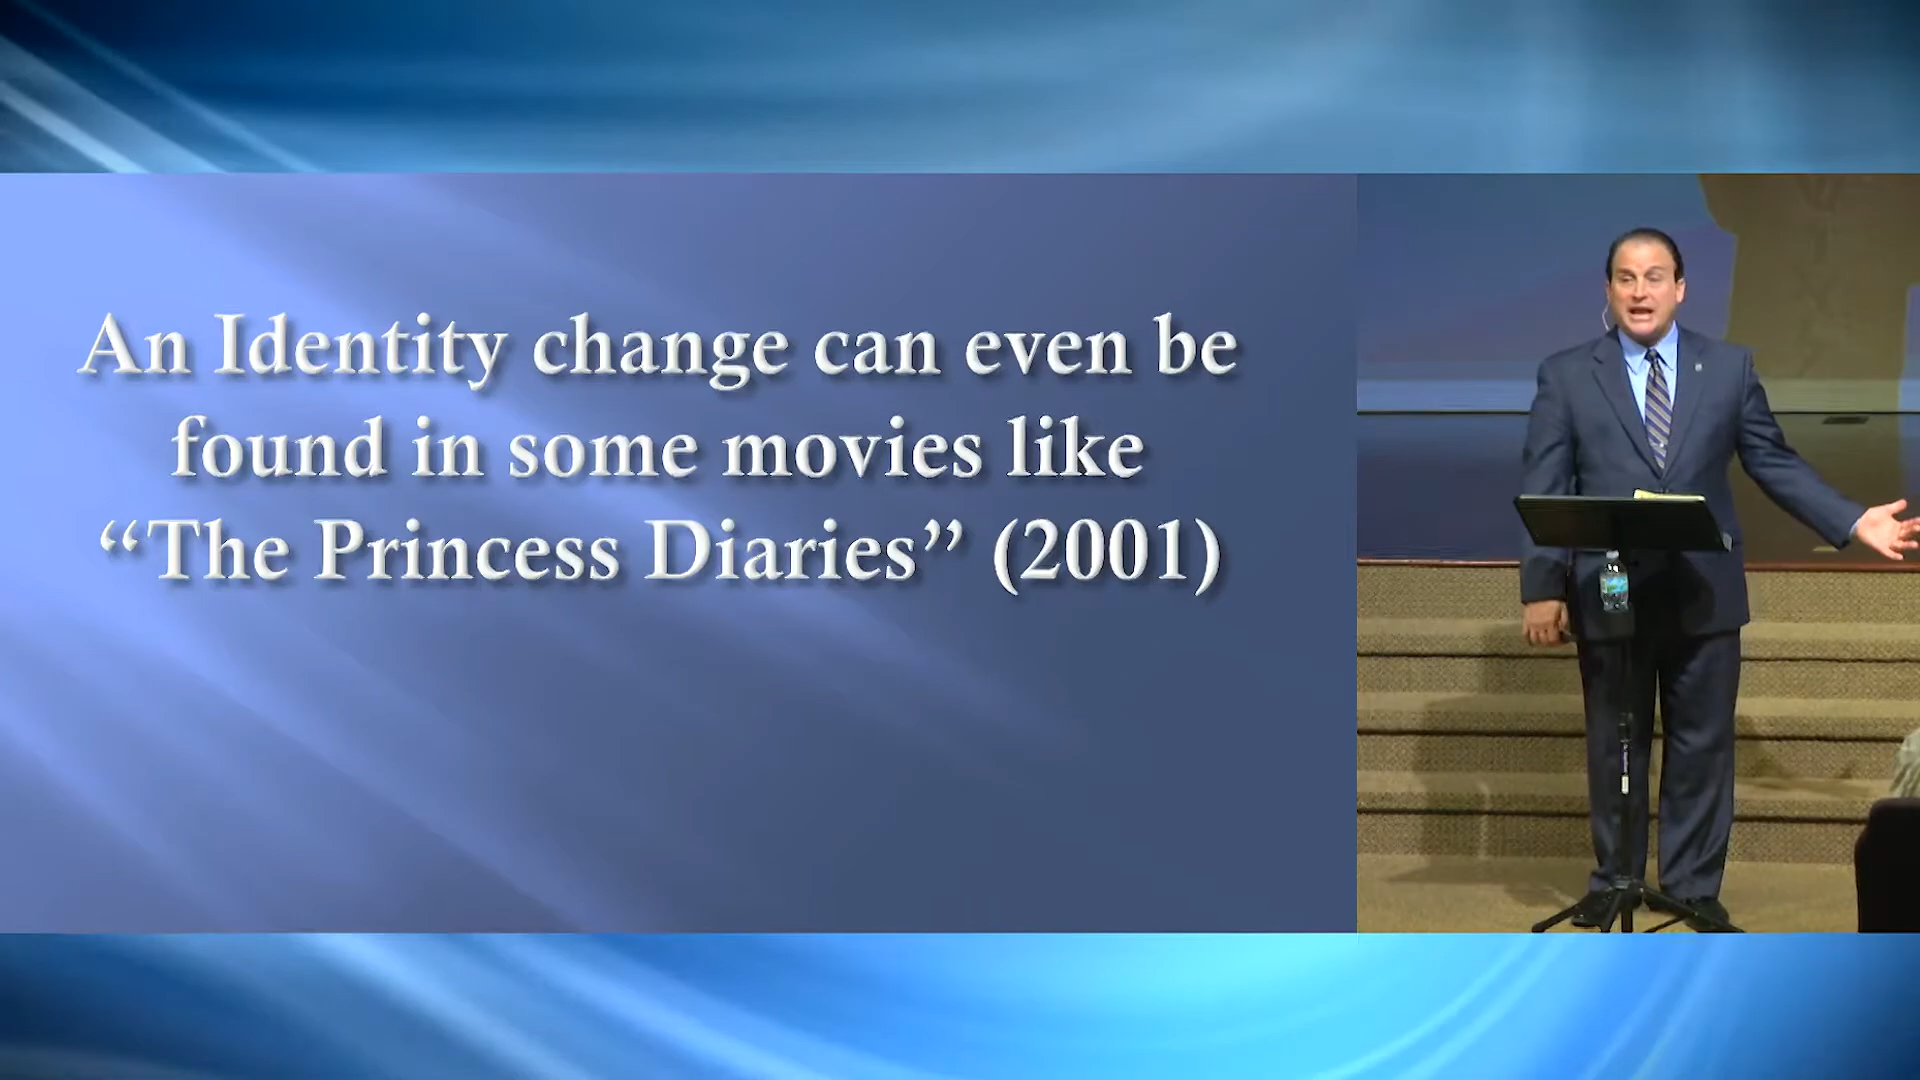 An Identity change can even be
found in some movies like
“The Princess Diaries” (2001)